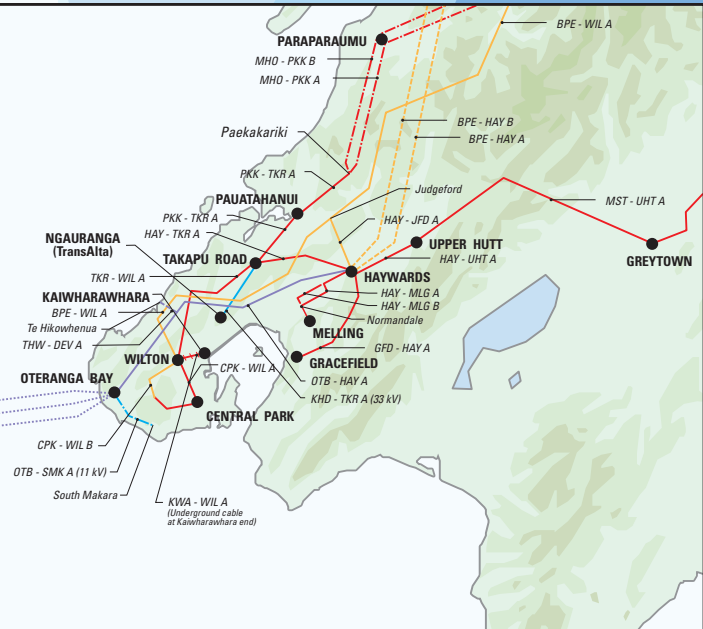 BPE - WIL A
PARAPARAUMU
MHO - PKK B
MHO - PKK A
BPE - HAY B
Paekakariki
BPE - HAY A
PKK - TKR A
Judgeford
PAUATAHANUI
MST - UHT A
PKK - TKR A
HAY - JFD A
HAY - TKR A
NGAURANGA
(TransAlta)
UPPER HUTT
TAKAPU ROAD
HAY - UHT A
GREYTOWN
TKR - WIL A
HAYWARDS
KAIWHARAWHARA
HAY - MLG A
HAY - MLG B
BPE - WIL A
Normandale
Te Hikowhenua
MELLING
THW - DEV A
GFD - HAY A
WILTON
GRACEFIELD
CPK - WIL A
OTERANGA BAY
OTB - HAY A
KHD - TKR A (33 kV)
CENTRAL PARK
CPK - WIL B
OTB - SMK A (11 kV)
South Makara
KWA - WIL A
(Underground cable
at Kaiwharawhara end)